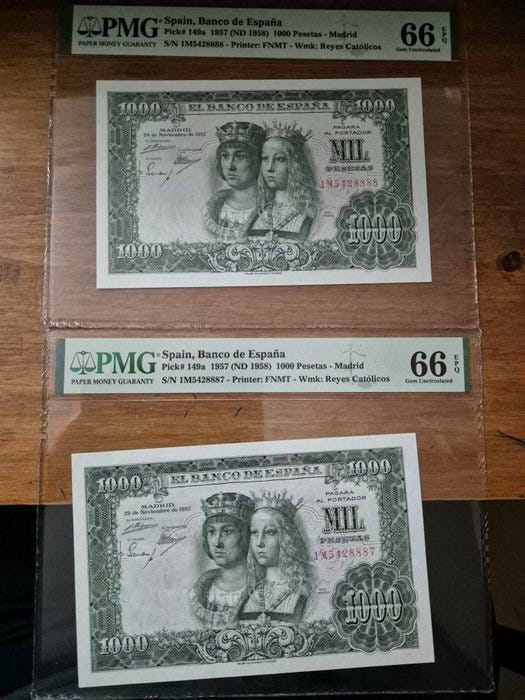 PMG
PAPER MONEY GUARANTY
Spain, Banco de España
Pick# 149a 1957 (ND 1958) 1000 Pesetas - Madrid
S/N 1M5428888 - Printer: FNMT - Wmk: Reyes Católicos
66 EPQ
Gem Uncirculated
1000 EL BANCO DE ESPAÑA 1000
MADRID
29 de Noviembre de 1957
PAGARA
AL PORTADOR
MIL
PESETAS
1M5428888
1000
1000
PMG
PAPER MONEY GUARANTY
Spain, Banco de España
Pick# 149a 1957 (ND 1958) 1000 Pesetas - Madrid
S/N 1M5428887 - Printer: FNMT - Wmk: Reyes Católicos
66 EPQ
Gem Uncirculated
1000 EL BANCO DE ESPAÑA 1000
MADRID
29 de Noviembre de 1957
PAGARA
AL PORTADOR
MIL
PESETAS
1M5428887
1000
1000